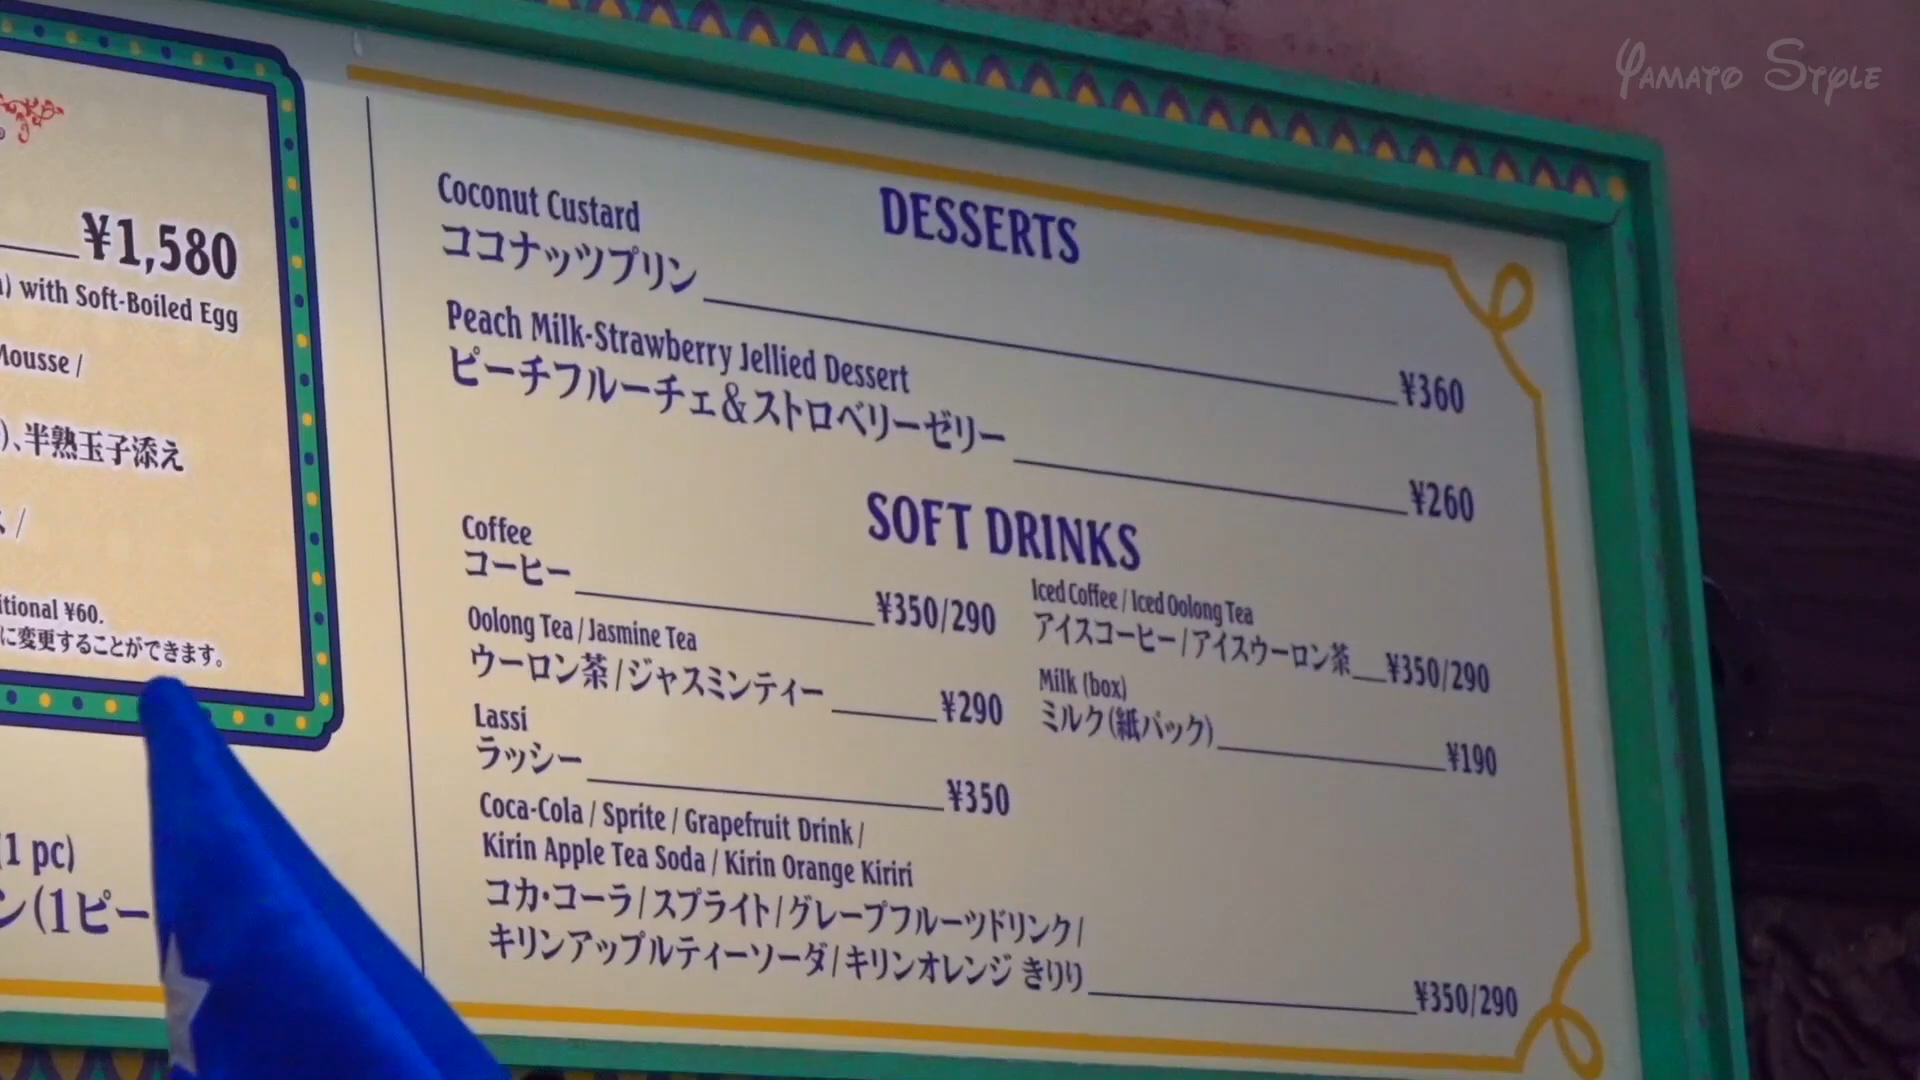 Yamato Style
¥1,580
with Soft-Boiled Egg
Mousse /
、半熟玉子添え
/
¥60.
に変更することができます。
(1 pc)
ン(1ピー
DESSERTS
Coconut Custard
ココナッツプリン ¥360
Peach Milk-Strawberry Jellied Dessert
ピーチフルーチェ&ストロベリーゼリー ¥260
SOFT DRINKS
Coffee
コーヒー ¥350/290
Oolong Tea / Jasmine Tea
ウーロン茶/ジャスミンティー ¥290
Lassi
ラッシー ¥350
Iced Coffee / Iced Oolong Tea
アイスコーヒー/アイスウーロン茶 ¥350/290
Milk (box)
ミルク(紙パック) ¥190
Coca-Cola / Sprite / Grapefruit Drink /
Kirin Apple Tea Soda / Kirin Orange Kiriri
コカ・コーラ/スプライト/グレープフルーツドリンク/
キリンアップルティーソーダ/キリンオレンジ きりり ¥350/290